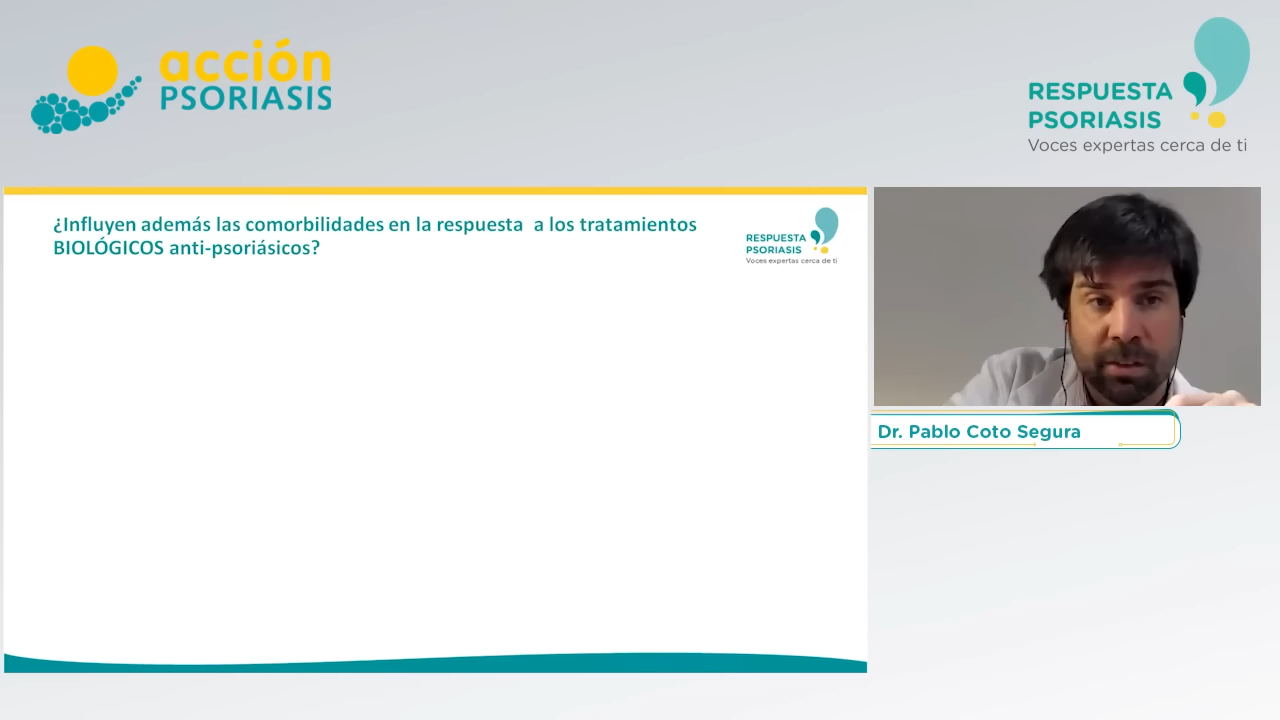 acción
PSORIASIS
RESPUESTA
PSORIASIS
Voces expertas cerca de ti
¿Influyen además las comorbilidades en la respuesta a los tratamientos
BIOLÓGICOS anti-psoriásicos?
RESPUESTA
PSORIASIS
Voces expertas cerca de ti
Dr. Pablo Coto Segura